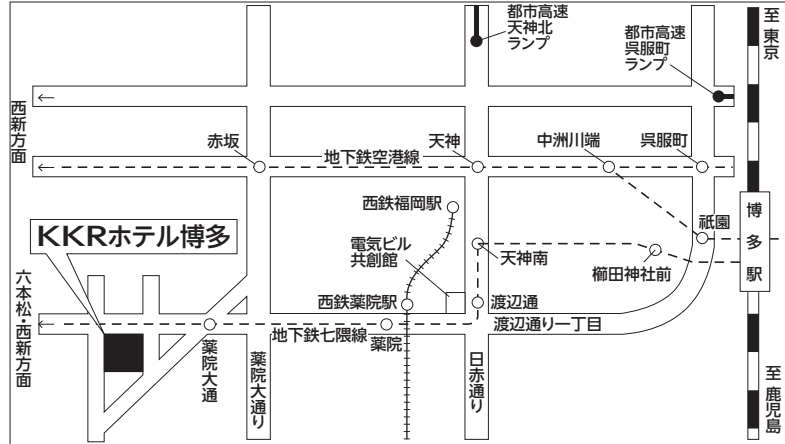 都市高速
天神北
ランプ
都市高速
呉服町
ランプ
至 東京
西新方面
赤坂
地下鉄空港線
天神
中洲川端
呉服町
西鉄福岡駅
祇園
博多駅
KKRホテル博多
電気ビル
共創館
天神南
櫛田神社前
六本松・西新方面
西鉄薬院駅
渡辺通
地下鉄七隈線
薬院
渡辺通り一丁目
薬院大通
薬院大通り
日赤通り
至 鹿児島